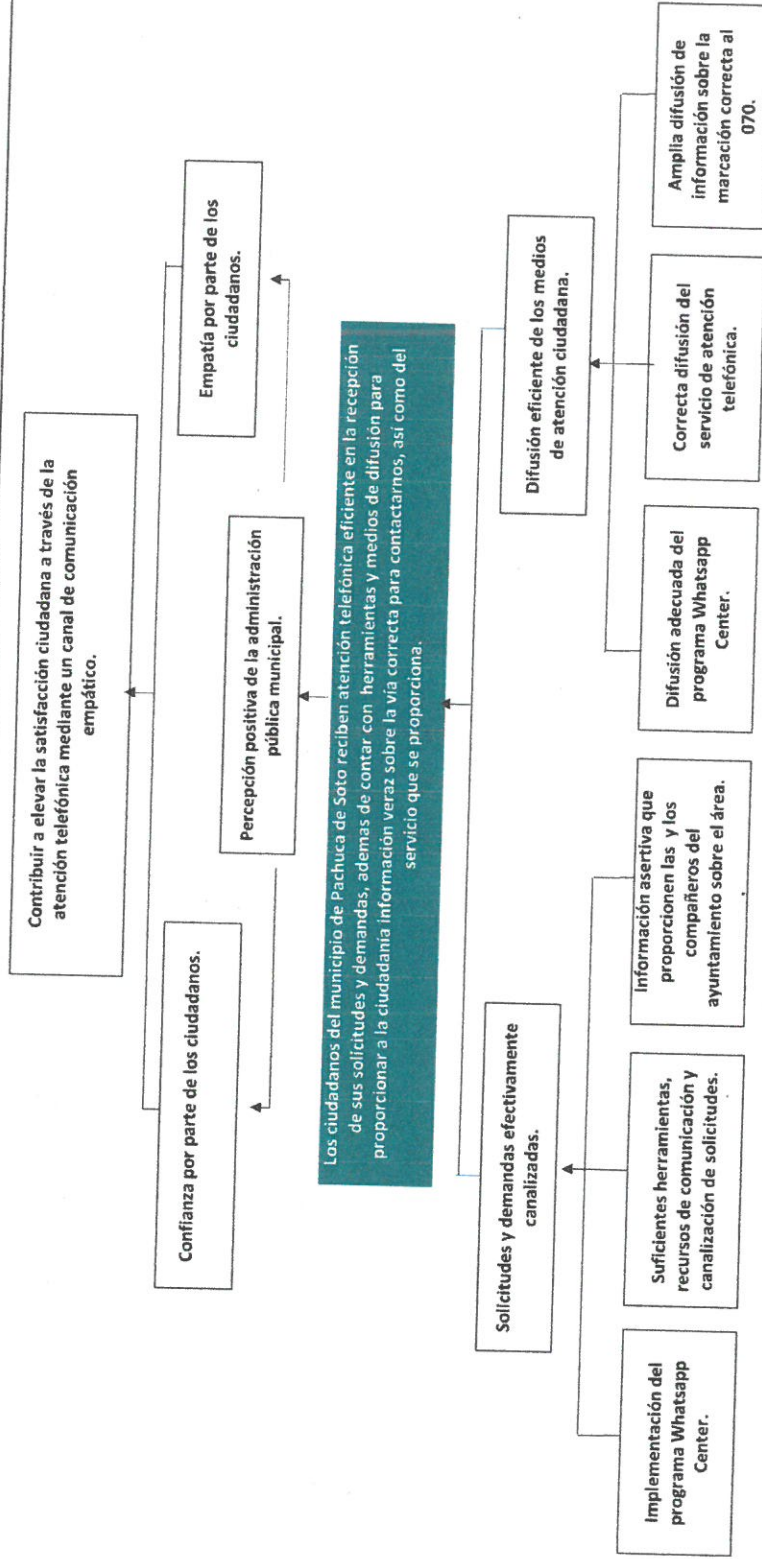 Contribuir a elevar la satisfacción ciudadana a través de la
atención telefónica mediante un canal de comunicación
empático.
Confianza por parte de los ciudadanos.
Empatía por parte de los
ciudadanos.
Percepción positiva de la administración
pública municipal.
Los ciudadanos del municipio de Pachuca de Soto reciben atención telefónica eficiente en la recepción
de sus solicitudes y demandas, ademas de contar con herramientas y medios de difusión para
proporcionar a la ciudadanía información veraz sobre la vía correcta para contactarnos, así como del
servicio que se proporciona.
Solicitudes y demandas efectivamente
canalizadas.
Difusión eficiente de los medios
de atención ciudadana.
Implementación del
programa Whatsapp
Center.
Suficientes herramientas,
recursos de comunicación y
canalización de solicitudes.
Información asertiva que
proporcionen las y los
compañeros del
ayuntamiento sobre el área.
Difusión adecuada del
programa Whatsapp
Center.
Correcta difusión del
servicio de atención
telefónica.
Amplia difusión de
información sobre la
marcación correcta al
070.